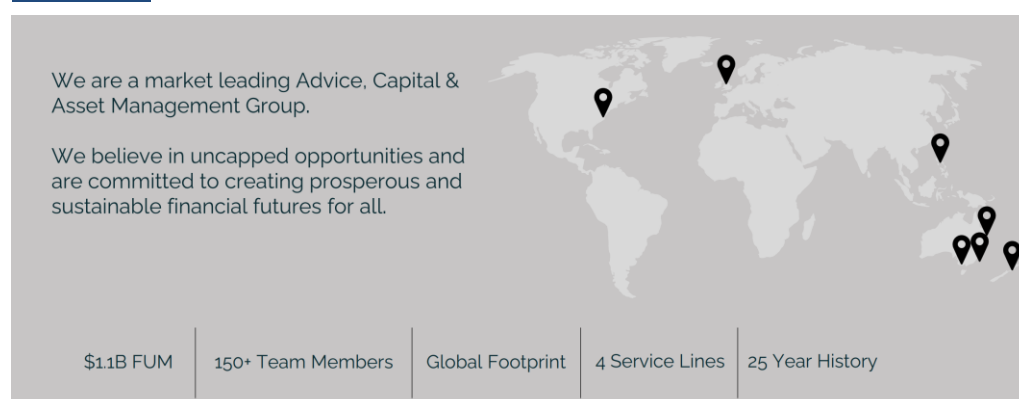 We are a market leading Advice, Capital &
Asset Management Group.
We believe in uncapped opportunities and
are committed to creating prosperous and
sustainable financial futures for all.
$1.1B FUM
150+ Team Members
Global Footprint
4 Service Lines
25 Year History